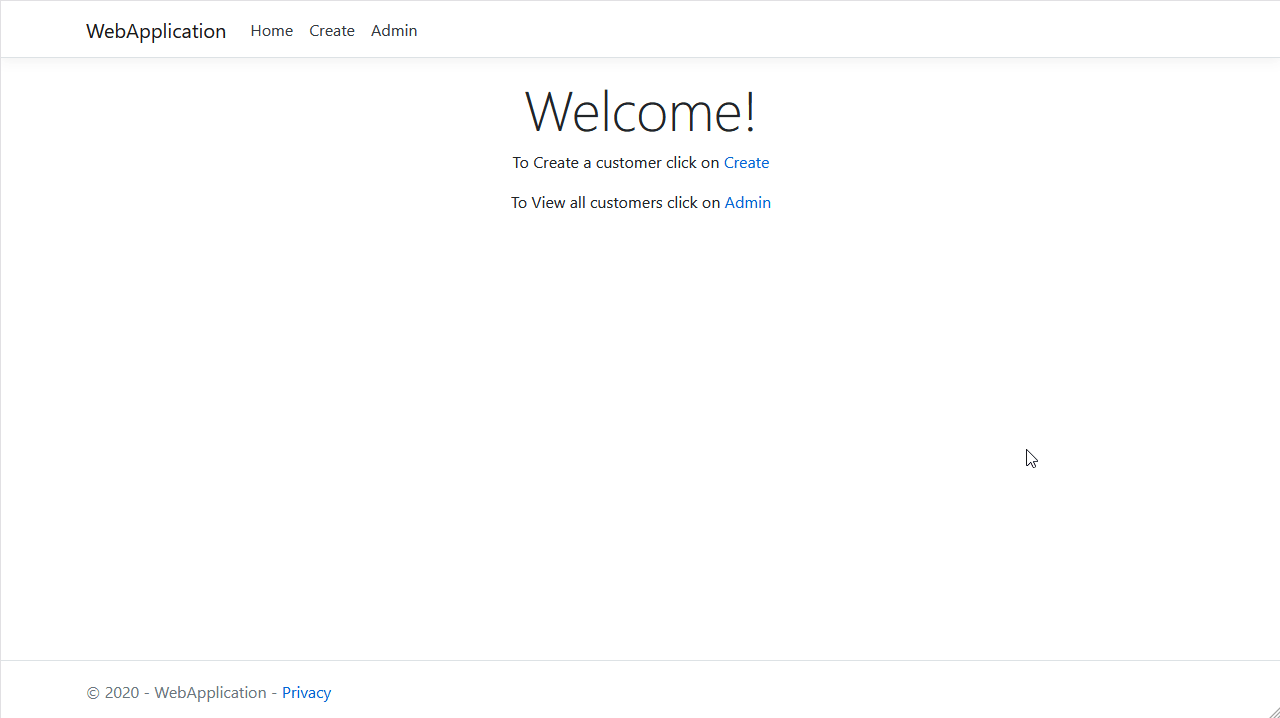 WebApplication Home Create Admin
Welcome!
To Create a customer click on Create
To View all customers click on Admin
© 2020 - WebApplication - Privacy